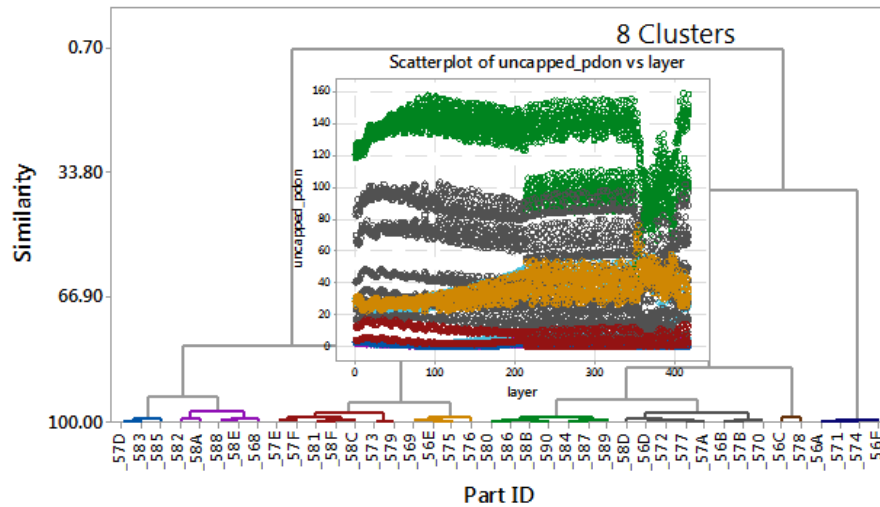 8 Clusters
0.70
33.80
66.90
100.00
Similarity
Scatterplot of uncapped_pdon vs layer
160
140
120
100
80
60
40
20
0
uncapped_pdon
0 100 200 300 400
layer
_57D _583 _585 _582 _58A _588 _58E _568 _57E _57F _581 _58F _58C _573 _579 _569 _56E _575 _576 _580 _586 _58B _590 _584 _587 _589 _58D _56D _572 _577 _57A _56B _57B _570 _56C _578 _56A _571 _574 _56F
Part ID